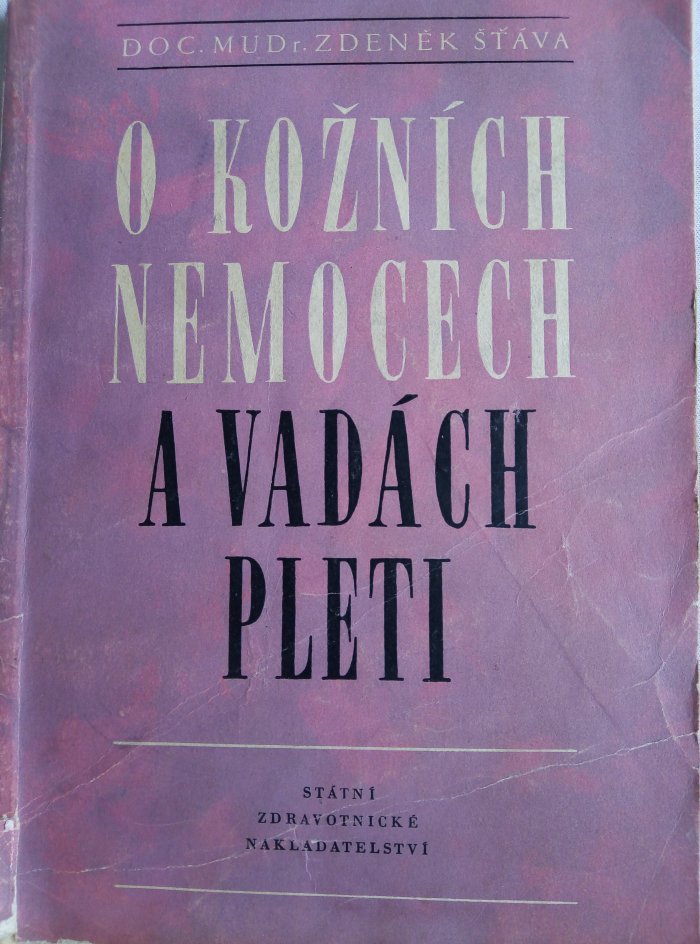 DOC. MUDr. ZDENĚK ŠŤÁVA
O KOŽNÍCH
NEMOCECH
A VADÁCH
PLETI
STÁTNÍ
ZDRAVOTNICKÉ
NAKLADATELSTVÍ